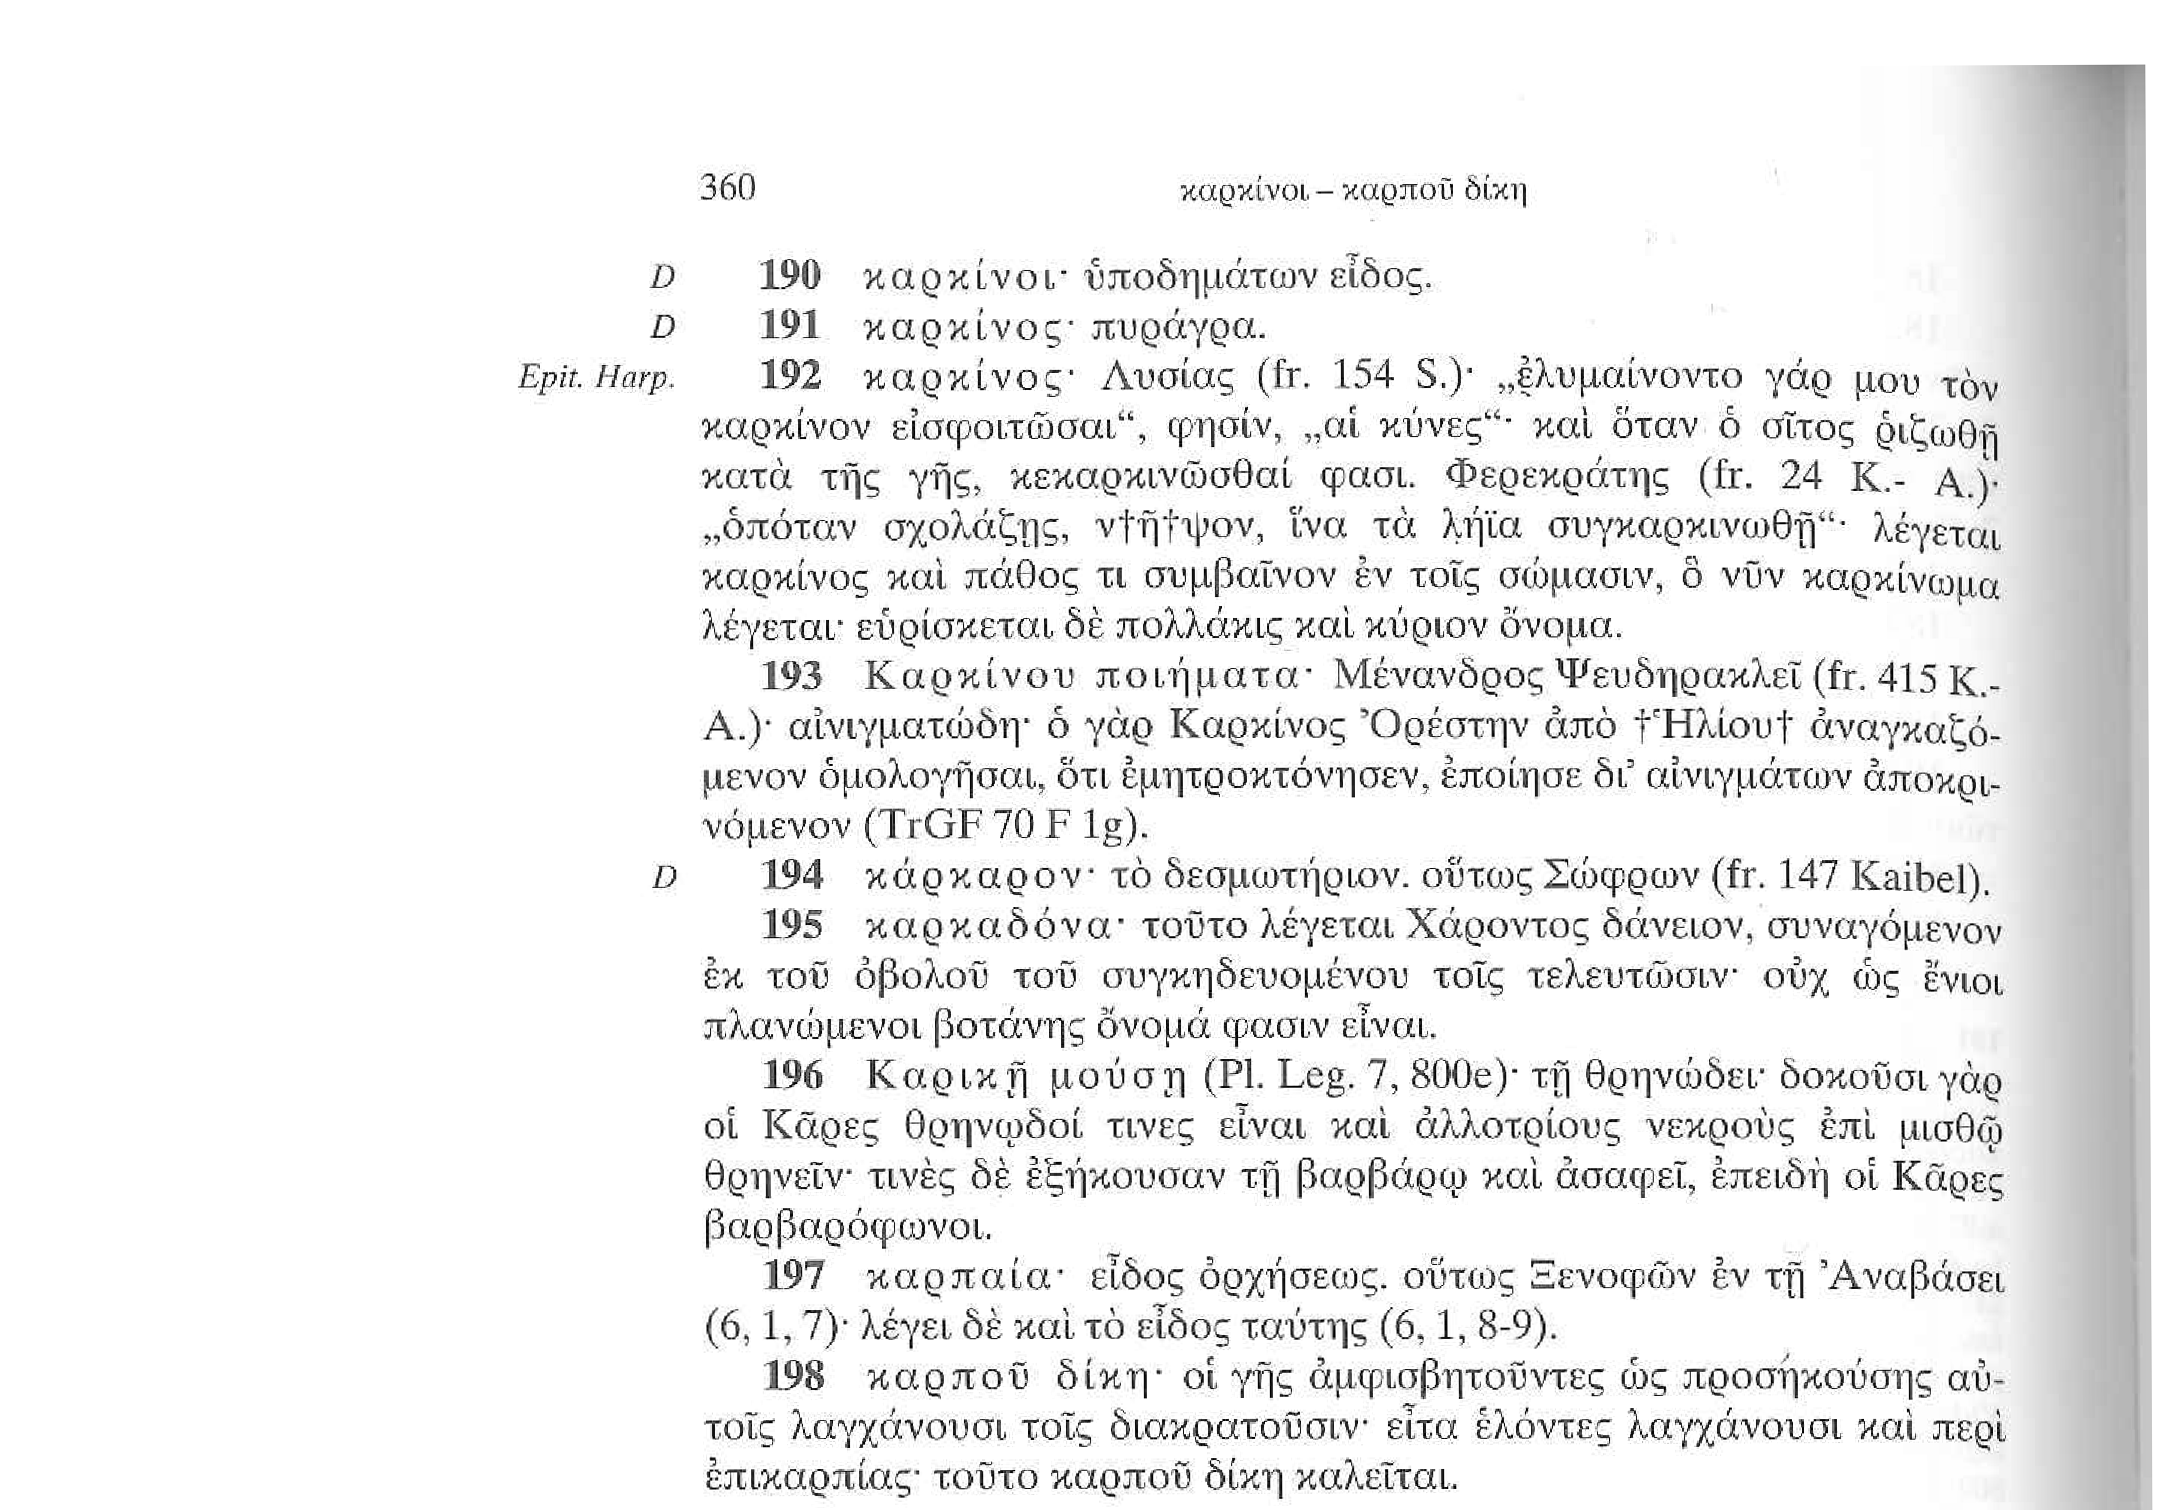 360 καρκίνοι – καρποῦ δίκη
D 190 καρκίνοι· ὑποδημάτων εἶδος.
D 191 καρκίνος· πυράγρα.
Epit. Harp. 192 καρκίνος· Λυσίας (fr. 154 S.)· „ἐλυμαίνοντο γάρ μου τὸν
καρκίνον εἰσφοιτῶσαι“, φησίν, „αἱ κύνες“· καὶ ὅταν ὁ σῖτος ῥιζωθῇ
κατὰ τῆς γῆς, κεκαρκινῶσθαί φασι. Φερεκράτης (fr. 24 K.- A.)·
„ὁπόταν σχολάζῃς, ν†ῆ†ψον, ἵνα τὰ λήϊα συγκαρκινωθῇ“· λέγεται
καρκίνος καὶ πάθος τι συμβαῖνον ἐν τοῖς σώμασιν, ὃ νῦν καρκίνωμα
λέγεται· εὑρίσκεται δὲ πολλάκις καὶ κύριον ὄνομα.
193 Καρκίνου ποιήματα· Μένανδρος Ψευδηρακλεῖ (fr. 415 K.-
A.)· αἰνιγματώδη· ὁ γὰρ Καρκίνος Ὀρέστην ἀπὸ †Ἡλίου† ἀναγκαζό-
μενον ὁμολογῆσαι, ὅτι ἐμητροκτόνησεν, ἐποίησε δι’ αἰνιγμάτων ἀποκρι-
νόμενον (TrGF 70 F 1g).
D 194 κάρκαρον· τὸ δεσμωτήριον. οὕτως Σώφρων (fr. 147 Kaibel).
195 καρκαδόνα· τοῦτο λέγεται Χάροντος δάνειον, συναγόμενον
ἐκ τοῦ ὀβολοῦ τοῦ συγκηδευομένου τοῖς τελευτῶσιν· οὐχ ὡς ἔνιοι
πλανώμενοι βοτάνης ὄνομά φασιν εἶναι.
196 Καρικῇ μούσῃ (Pl. Leg. 7, 800e)· τῇ θρηνώδει· δοκοῦσι γὰρ
οἱ Κᾶρες θρηνῳδοί τινες εἶναι καὶ ἀλλοτρίους νεκροὺς ἐπὶ μισθῷ
θρηνεῖν· τινὲς δὲ ἐξήκουσαν τῇ βαρβάρῳ καὶ ἀσαφεῖ, ἐπειδὴ οἱ Κᾶρες
βαρβαρόφωνοι.
197 καρπαία· εἶδος ὀρχήσεως. οὕτως Ξενοφῶν ἐν τῇ Ἀναβάσει
(6, 1, 7)· λέγει δὲ καὶ τὸ εἶδος ταύτης (6, 1, 8-9).
198 καρποῦ δίκη· οἱ γῆς ἀμφισβητοῦντες ὡς προσηκούσης αὐ-
τοῖς λαγχάνουσι τοῖς διακρατοῦσιν· εἶτα ἑλόντες λαγχάνουσι καὶ περὶ
ἐπικαρπίας· τοῦτο καρποῦ δίκη καλεῖται.